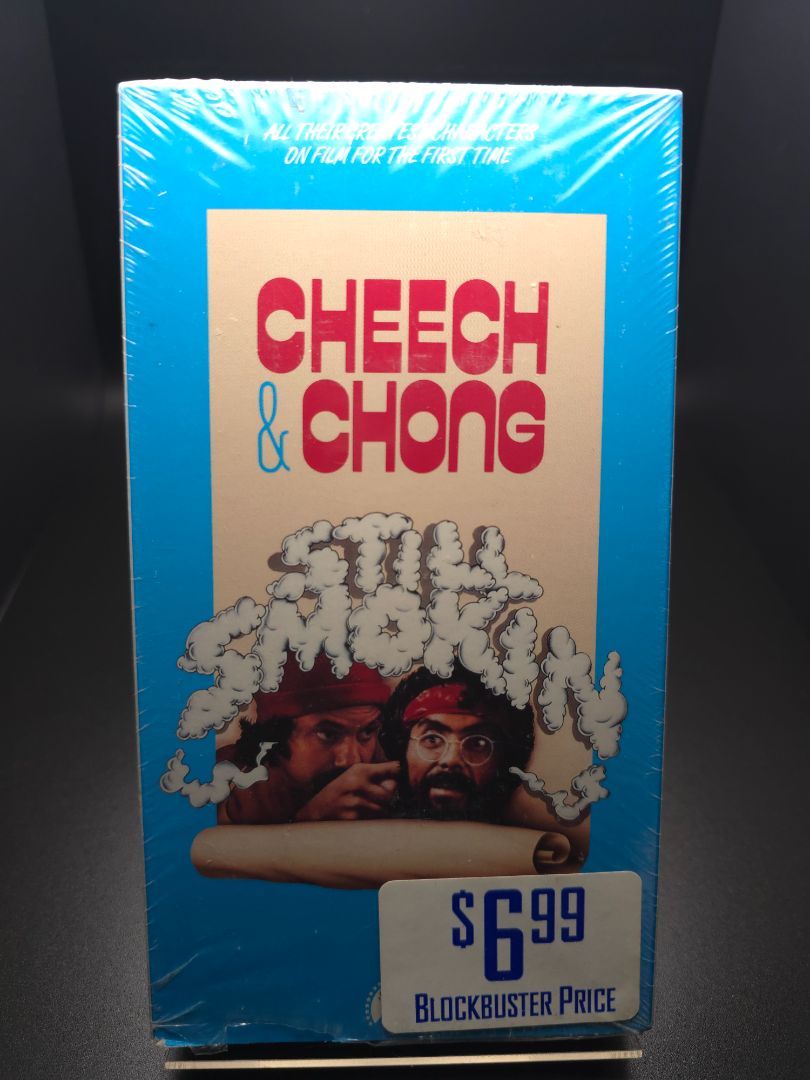 ALL THEIR GREATEST CHARACTERS
ON FILM FOR THE FIRST TIME
CHEECH
& CHONG
STILL
SMOKIN
$6.99
BLOCKBUSTER PRICE